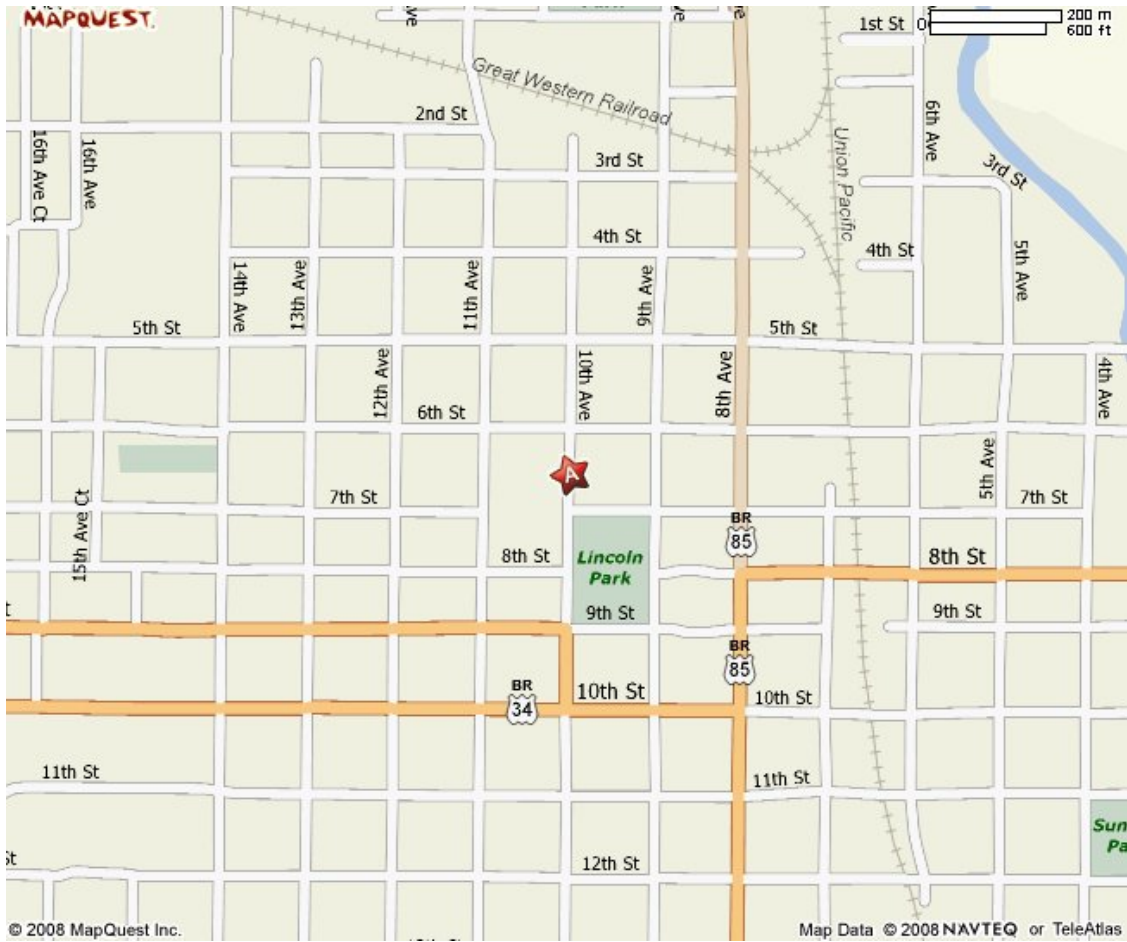 MAPQUEST.
Park
1st St
200 m
600 ft
Great Western Railroad
2nd St
16th Ave Ct
16th Ave
6th Ave
Union Pacific
3rd St
3rd St
4th St
4th St
14th Ave
13th Ave
11th Ave
9th Ave
5th Ave
5th St
5th St
12th Ave
10th Ave
8th Ave
4th Ave
6th St
A
15th Ave Ct
7th St
5th Ave
7th St
BR
85
8th St
Lincoln
Park
8th St
9th St
9th St
BR
85
BR
34
10th St
10th St
11th St
11th St
12th St
© 2008 MapQuest Inc.
Map Data © 2008 NAVTEQ or TeleAtlas